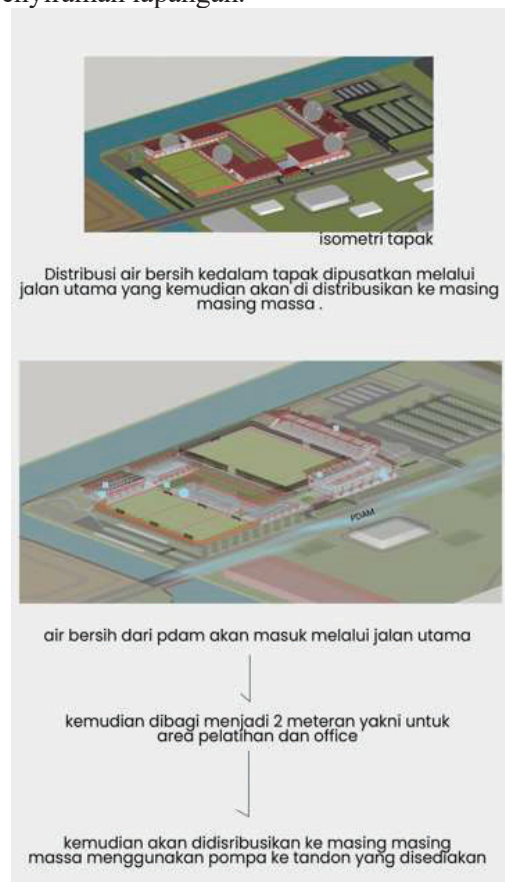 enyiraman lapangan.
isometri tapak
Distribusi air bersih kedalam tapak dipusatkan melalui
jalan utama yang kemudian akan di distribusikan ke masing
masing massa .
PDAM
air bersih dari pdam akan masuk melalui jalan utama
kemudian dibagi menjadi 2 meteran yakni untuk
area pelatihan dan office
kemudian akan didisribusikan ke masing masing
massa menggunakan pompa ke tandon yang disediakan